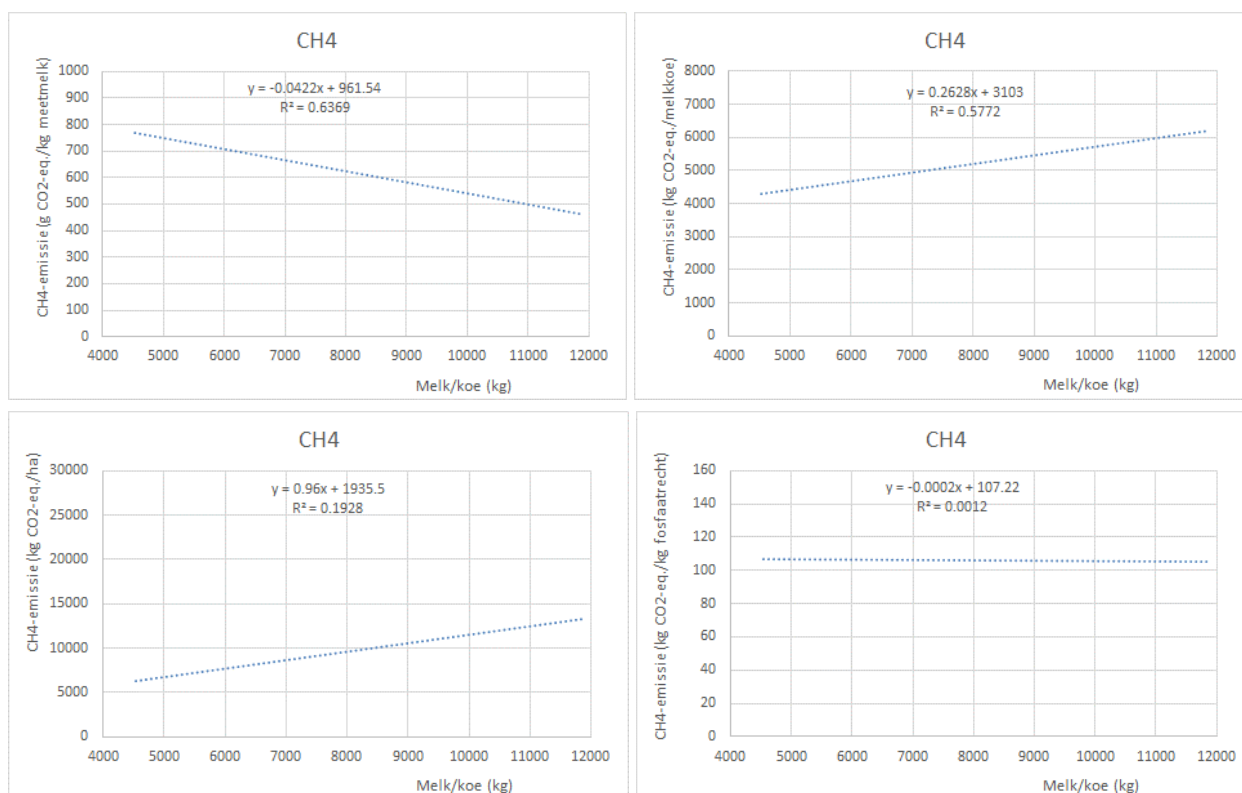 CH4
CH4-emissie (g CO2-eq./kg meetmelk)
1000
900
800
700
600
500
400
300
200
100
0
y = -0.0422x + 961.54
R² = 0.6369
4000 5000 6000 7000 8000 9000 10000 11000 12000
Melk/koe (kg)
CH4
CH4-emissie (kg CO2-eq./melkkoe)
8000
7000
6000
5000
4000
3000
2000
1000
0
y = 0.2628x + 3103
R² = 0.5772
4000 5000 6000 7000 8000 9000 10000 11000 12000
Melk/koe (kg)
CH4
CH4-emissie (kg CO2-eq./ha)
30000
25000
20000
15000
10000
5000
0
y = 0.96x + 1935.5
R² = 0.1928
4000 5000 6000 7000 8000 9000 10000 11000 12000
Melk/koe (kg)
CH4
CH4-emissie (kg CO2-eq./kg fosfaatrecht)
160
140
120
100
80
60
40
20
0
y = -0.0002x + 107.22
R² = 0.0012
4000 5000 6000 7000 8000 9000 10000 11000 12000
Melk/koe (kg)